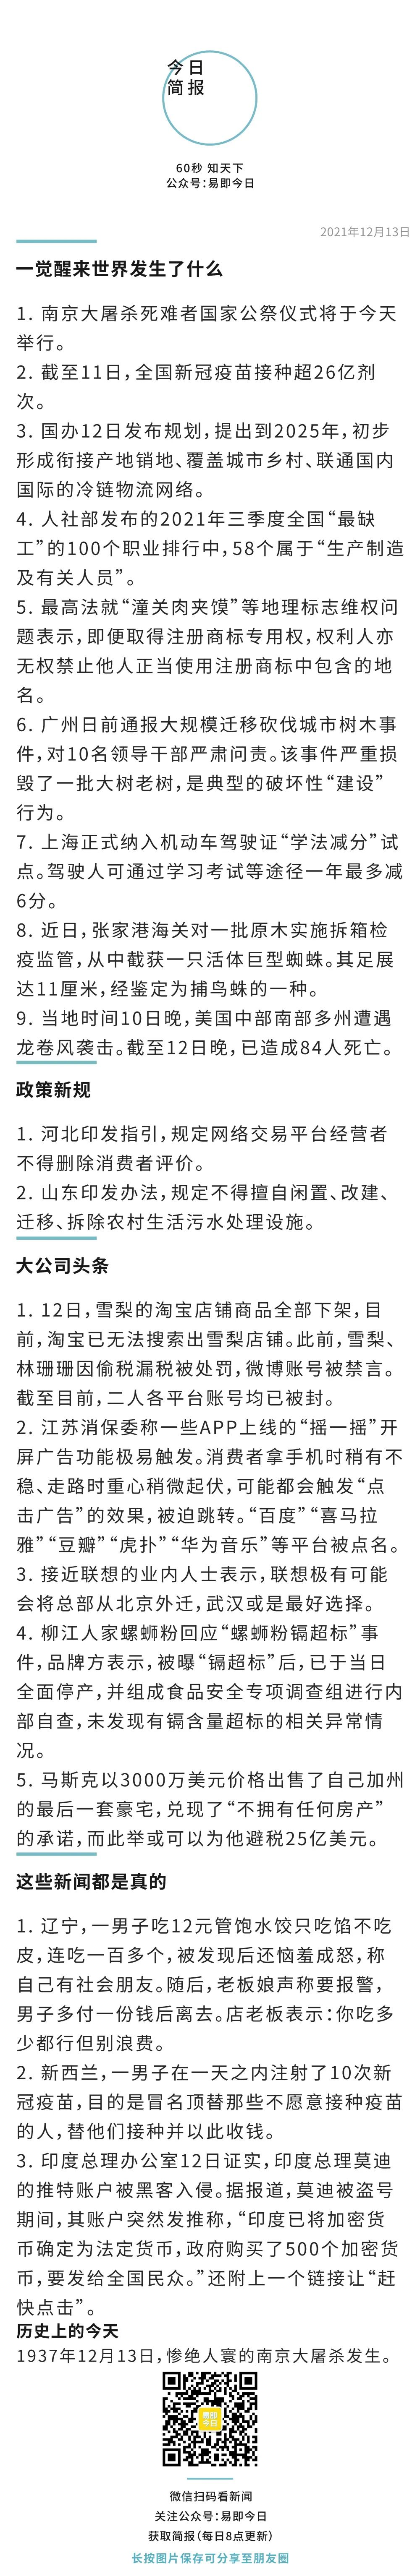 今日
简报
60秒 知天下
公众号：易即今日
2021年12月13日
一觉醒来世界发生了什么
1. 南京大屠杀死难者国家公祭仪式将于今天
举行。
2. 截至11日，全国新冠疫苗接种超26亿剂
次。
3. 国办12日发布规划，提出到2025年，初步
形成衔接产地销地、覆盖城市乡村、联通国内
国际的冷链物流网络。
4. 人社部发布的2021年三季度全国“最缺
工”的100个职业排行中，58个属于“生产制造
及有关人员”。
5. 最高法就“潼关肉夹馍”等地理标志维权问
题表示，即便取得注册商标专用权，权利人亦
无权禁止他人正当使用注册商标中包含的地
名。
6. 广州日前通报大规模迁移砍伐城市树木事
件，对10名领导干部严肃问责。该事件严重损
毁了一批大树老树，是典型的破坏性“建设”
行为。
7. 上海正式纳入机动车驾驶证“学法减分”试
点。驾驶人可通过学习考试等途径一年最多减
6分。
8. 近日，张家港海关对一批原木实施拆箱检
疫监管，从中截获一只活体巨型蜘蛛。其足展
达11厘米，经鉴定为捕鸟蛛的一种。
9. 当地时间10日晚，美国中部南部多州遭遇
龙卷风袭击。截至12日晚，已造成84人死亡。
政策新规
1. 河北印发指引，规定网络交易平台经营者
不得删除消费者评价。
2. 山东印发办法，规定不得擅自闲置、改建、
迁移、拆除农村生活污水处理设施。
大公司头条
1. 12日，雪梨的淘宝店铺商品全部下架，目
前，淘宝已无法搜索出雪梨店铺。此前，雪梨、
林珊珊因偷税漏税被处罚，微博账号被禁言。
截至目前，二人各平台账号均已被封。
2. 江苏消保委称一些APP上线的“摇一摇”开
屏广告功能极易触发。消费者拿手机时稍有不
稳、走路时重心稍微起伏，可能都会触发“点
击广告”的效果，被迫跳转。“百度”“喜马拉
雅”“豆瓣”“虎扑”“华为音乐”等平台被点名。
3. 接近联想的业内人士表示，联想极有可能
会将总部从北京外迁，武汉或是最好选择。
4. 柳江人家螺蛳粉回应“螺蛳粉镉超标”事
件，品牌方表示，被曝“镉超标”后，已于当日
全面停产，并组成食品安全专项调查组进行内
部自查，未发现有镉含量超标的相关异常情
况。
5. 马斯克以3000万美元价格出售了自己加州
的最后一套豪宅，兑现了“不拥有任何房产”
的承诺，而此举或可以为他避税25亿美元。
这些新闻都是真的
1. 辽宁，一男子吃12元管饱水饺只吃馅不吃
皮，连吃一百多个，被发现后还恼羞成怒，称
自己有社会朋友。随后，老板娘声称要报警，
男子多付一份钱后离去。店老板表示：你吃多
少都行但别浪费。
2. 新西兰，一男子在一天之内注射了10次新
冠疫苗，目的是冒名顶替那些不愿意接种疫苗
的人，替他们接种并以此收钱。
3. 印度总理办公室12日证实，印度总理莫迪
的推特账户被黑客入侵。据报道，莫迪被盗号
期间，其账户突然发推称，“印度已将加密货
币确定为法定货币，政府购买了500个加密货
币，要发给全国民众。”还附上一个链接让“赶
快点击”。
历史上的今天
1937年12月13日，惨绝人寰的南京大屠杀发生。
易即
今日
微信扫码看新闻
关注公众号：易即今日
获取简报（每日8点更新）
长按图片保存可分享至朋友圈